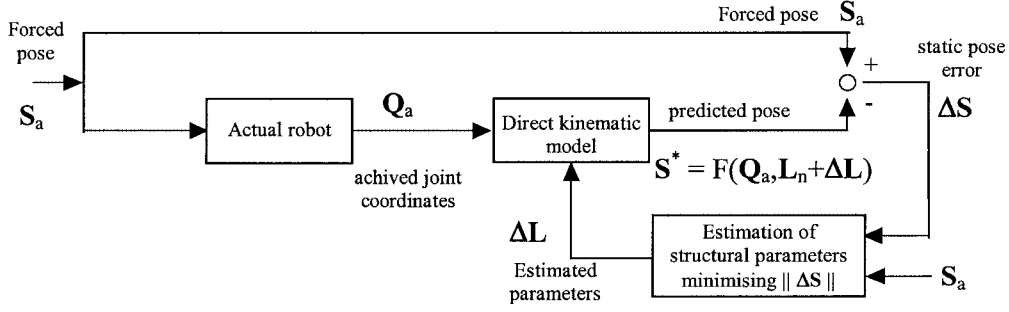 Forced pose
S_a
Forced
pose
S_a
+
-
static pose
error
ΔS
Actual robot
Q_a
achived joint
coordinates
Direct kinematic
model
predicted pose
S* = F(Q_a,L_n+ΔL)
ΔL
Estimated
parameters
Estimation of
structural parameters
minimising || ΔS ||
S_a